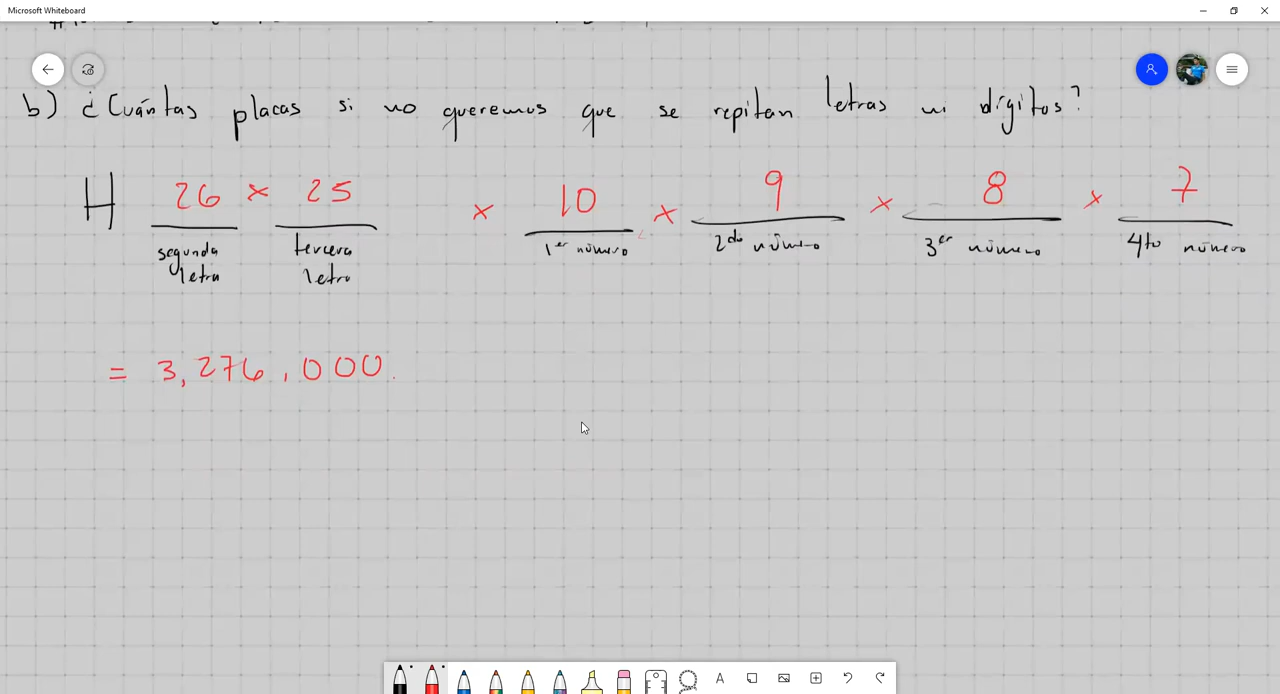 Microsoft Whiteboard
b) ¿Cuántas placas si no queremos que se repitan letras ni dígitos?
H 26 x 25 x 10 x 9 x 8 x 7
segunda letra tercera letra 1er número 2do número 3er número 4to número
= 3,276,000.
A